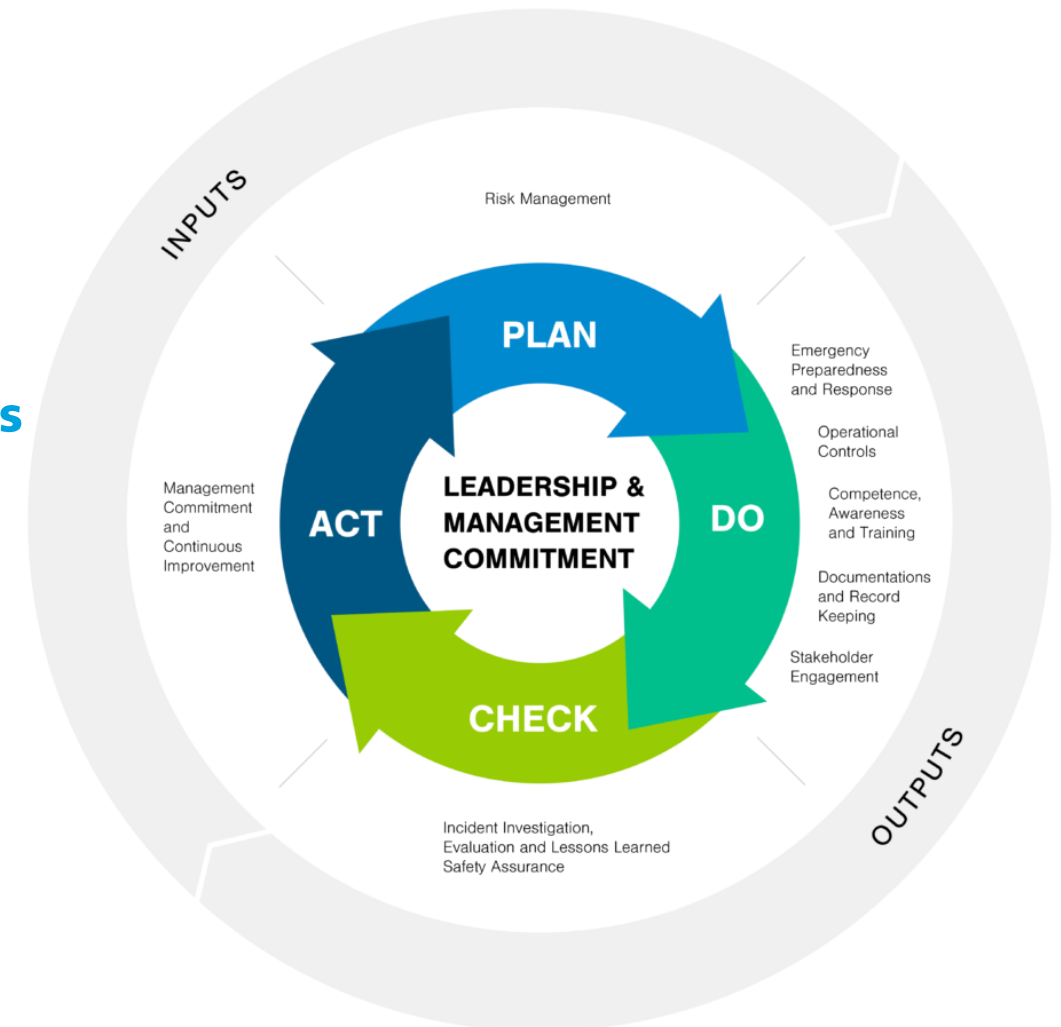 INPUTS
Risk Management
PLAN
Emergency
Preparedness
and Response
s
Operational
Controls
Management
Commitment
and
Continuous
Improvement
ACT
LEADERSHIP &
MANAGEMENT
COMMITMENT
DO
Competence,
Awareness
and Training
Documentations
and Record
Keeping
Stakeholder
Engagement
CHECK
OUTPUTS
Incident Investigation,
Evaluation and Lessons Learned
Safety Assurance